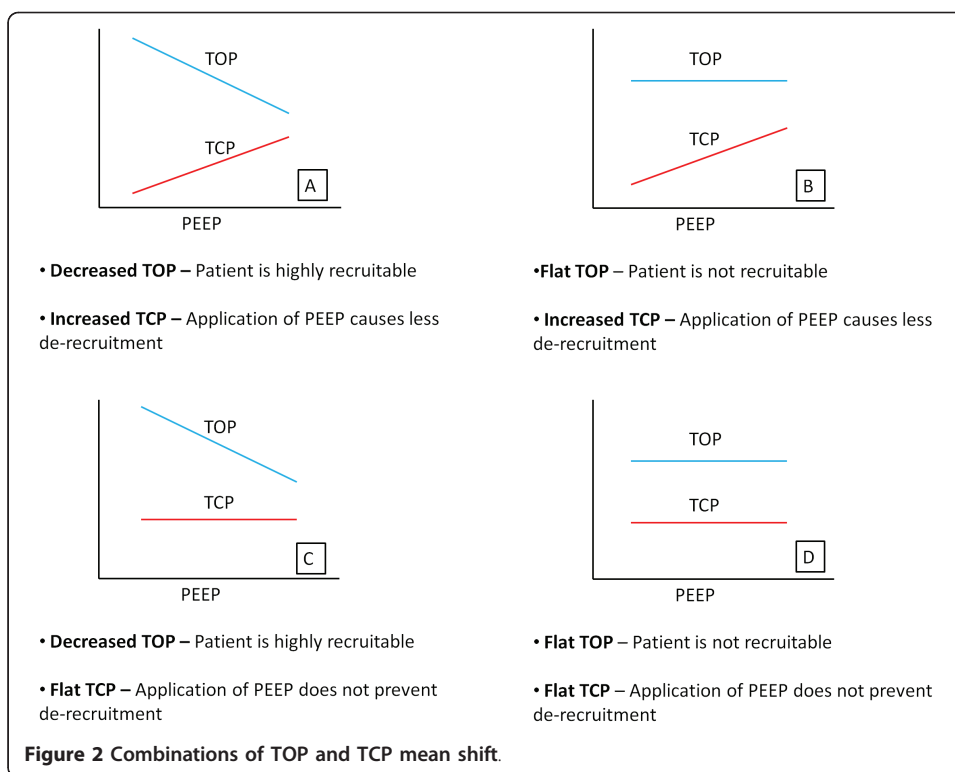 TOP
TCP
A
PEEP
• Decreased TOP – Patient is highly recruitable
• Increased TCP – Application of PEEP causes less
de-recruitment
TOP
TCP
B
PEEP
•Flat TOP – Patient is not recruitable
• Increased TCP – Application of PEEP causes less
de-recruitment
TOP
TCP
C
PEEP
• Decreased TOP – Patient is highly recruitable
• Flat TCP – Application of PEEP does not prevent
de-recruitment
TOP
TCP
D
PEEP
• Flat TOP – Patient is not recruitable
• Flat TCP – Application of PEEP does not prevent
de-recruitment
Figure 2 Combinations of TOP and TCP mean shift.